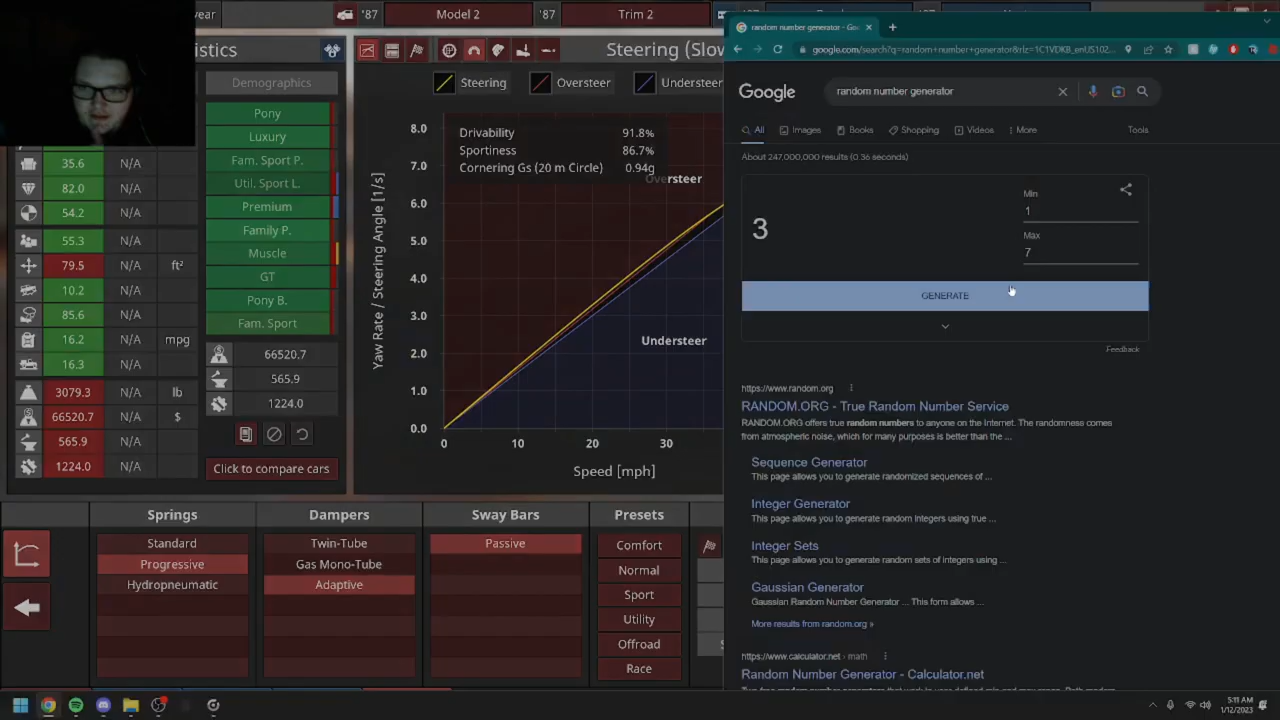 vear
'87
Model 2
'87
Trim 2
'87
istics
Steering (Slow
random number generator - Goo
google.com/search?q=random+number+generator&rlz=1C1VDKB_enUS102...
Demographics
Pony
Luxury
Fam. Sport P.
Util. Sport L.
Premium
Family P.
Muscle
GT
Pony B.
Fam. Sport
35.6 N/A
82.0 N/A
54.2 N/A
55.3 N/A
79.5 N/A ft²
10.2 N/A
85.6 N/A
16.2 N/A mpg
16.3 N/A
3079.3 N/A lb
66520.7 N/A $
565.9 N/A
1224.0 N/A
66520.7
565.9
1224.0
Click to compare cars
Steering
Oversteer
Understeer
Drivability 91.8%
Sportiness 86.7%
Cornering Gs (20 m Circle) 0.94g
Oversteer
Understeer
Yaw Rate / Steering Angle [1/s]
8.0
7.0
6.0
5.0
4.0
3.0
2.0
1.0
0.0
0 10 20 30
Speed [mph]
Google
random number generator
All Images Books Shopping Videos More Tools
About 247,000,000 results (0.36 seconds)
3
Min
1
Max
7
GENERATE
Feedback
https://www.random.org
RANDOM.ORG - True Random Number Service
RANDOM.ORG offers true random numbers to anyone on the Internet. The randomness comes
from atmospheric noise, which for many purposes is better than the ...
Sequence Generator
This page allows you to generate randomized sequences of ...
Integer Generator
This page allows you to generate random integers using true ...
Integer Sets
This page allows you to generate random sets of integers using ...
Gaussian Generator
Gaussian Random Number Generator ... This form allows ...
More results from random.org »
https://www.calculator.net › math
Random Number Generator - Calculator.net
Springs
Standard
Progressive
Hydropneumatic
Dampers
Twin-Tube
Gas Mono-Tube
Adaptive
Sway Bars
Passive
Presets
Comfort
Normal
Sport
Utility
Offroad
Race
5:11 AM
1/12/2023